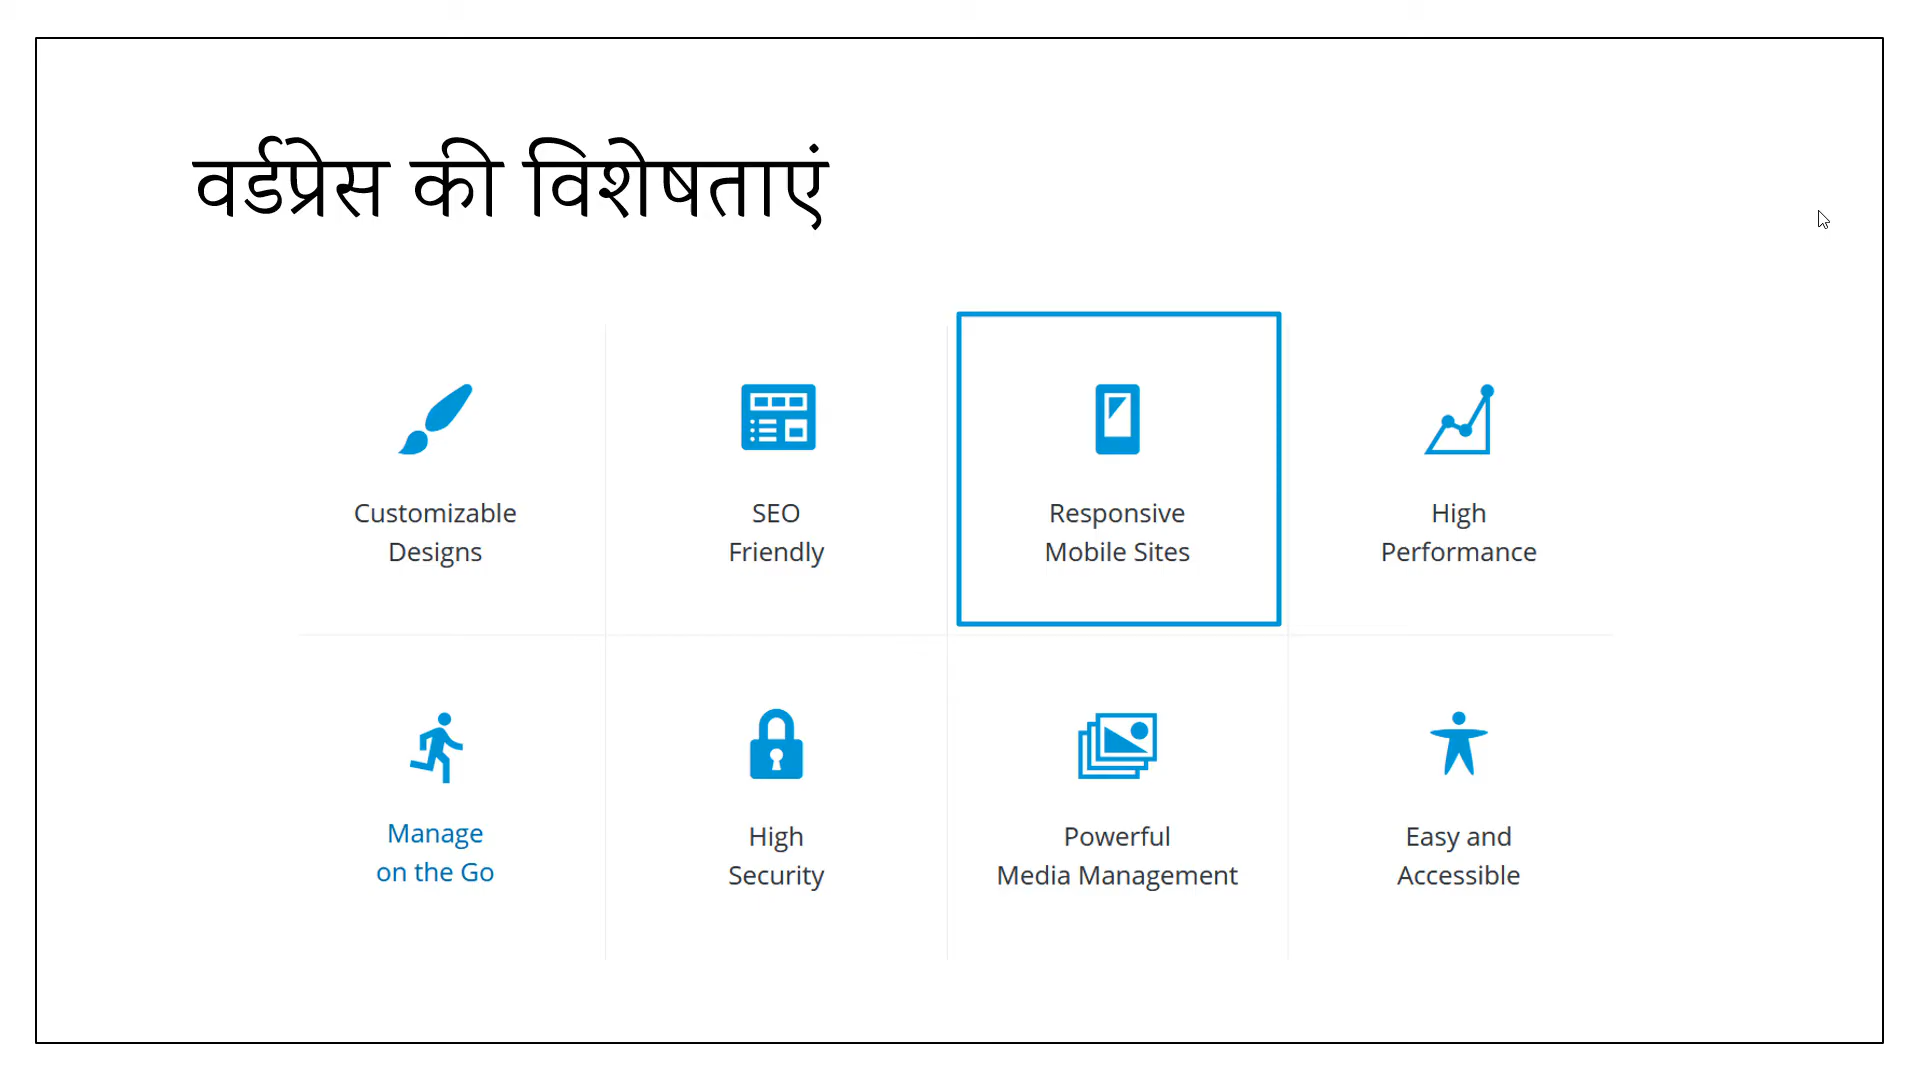 वर्डप्रेस की विशेषताएं
Customizable
Designs
SEO
Friendly
Responsive
Mobile Sites
High
Performance
Manage
on the Go
High
Security
Powerful
Media Management
Easy and
Accessible